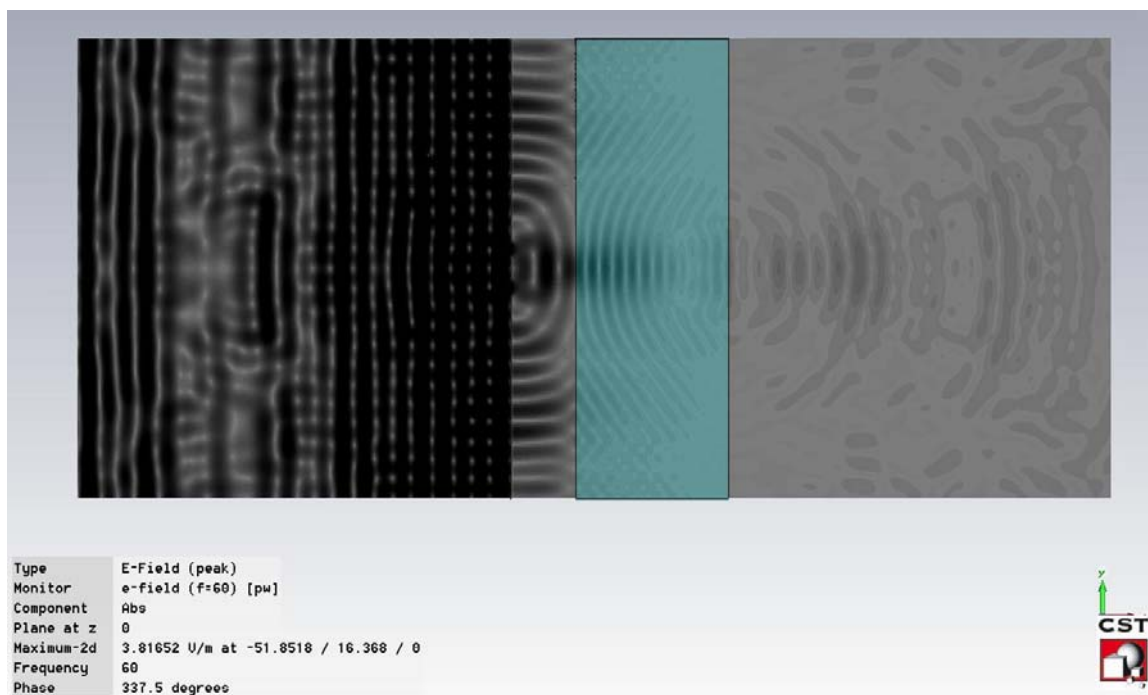 Type E-Field (peak)
Monitor e-field (f=60) [pw]
Component Abs
Plane at z 0
Maximum-2d 3.81652 V/m at -51.8518 / 16.368 / 0
Frequency 60
Phase 337.5 degrees
y
CST